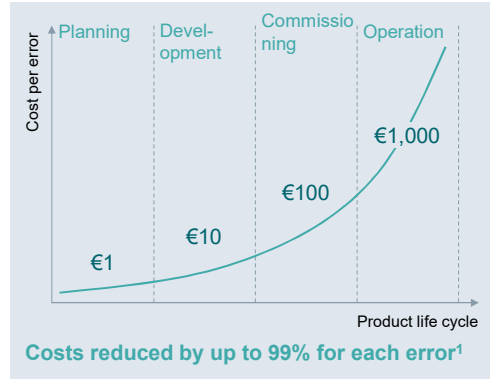 Planning
Devel-
opment
Commissio
ning
Operation
Cost per error
€1
€10
€100
€1,000
Product life cycle
Costs reduced by up to 99% for each error¹